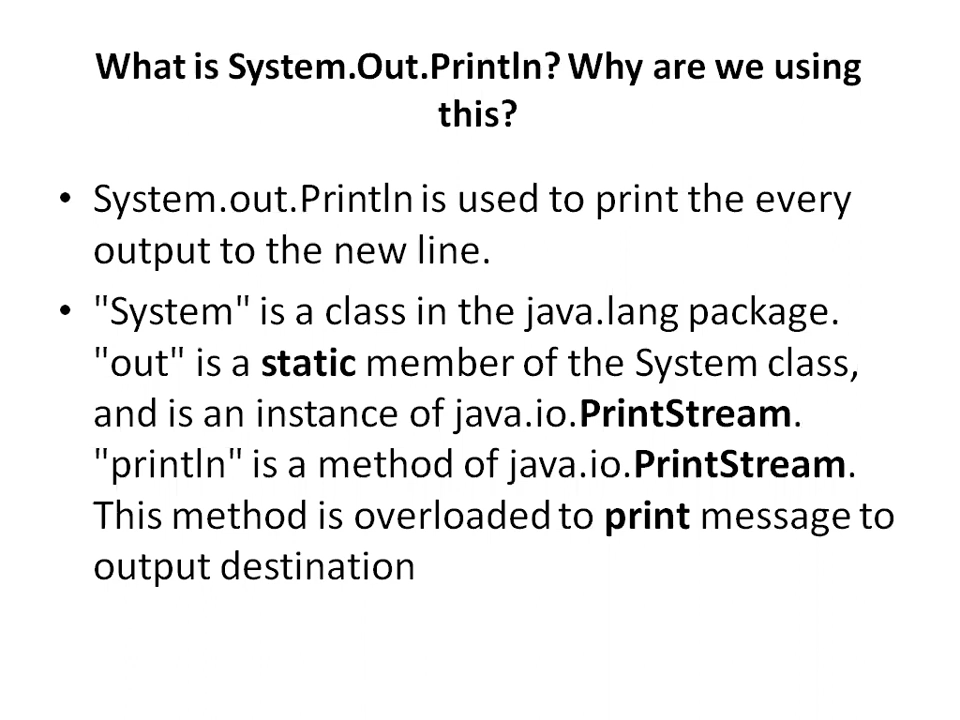 What is System.Out.Println? Why are we using
this?
• System.out.Println is used to print the every
output to the new line.
• "System" is a class in the java.lang package.
"out" is a static member of the System class,
and is an instance of java.io.PrintStream.
"println" is a method of java.io.PrintStream.
This method is overloaded to print message to
output destination